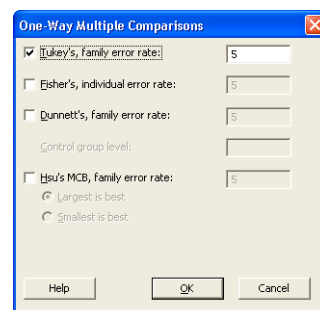 One-Way Multiple Comparisons
Tukey's, family error rate: 5
Fisher's, individual error rate: 5
Dunnett's, family error rate: 5
Control group level:
Hsu's MCB, family error rate: 5
Largest is best
Smallest is best
Help OK Cancel